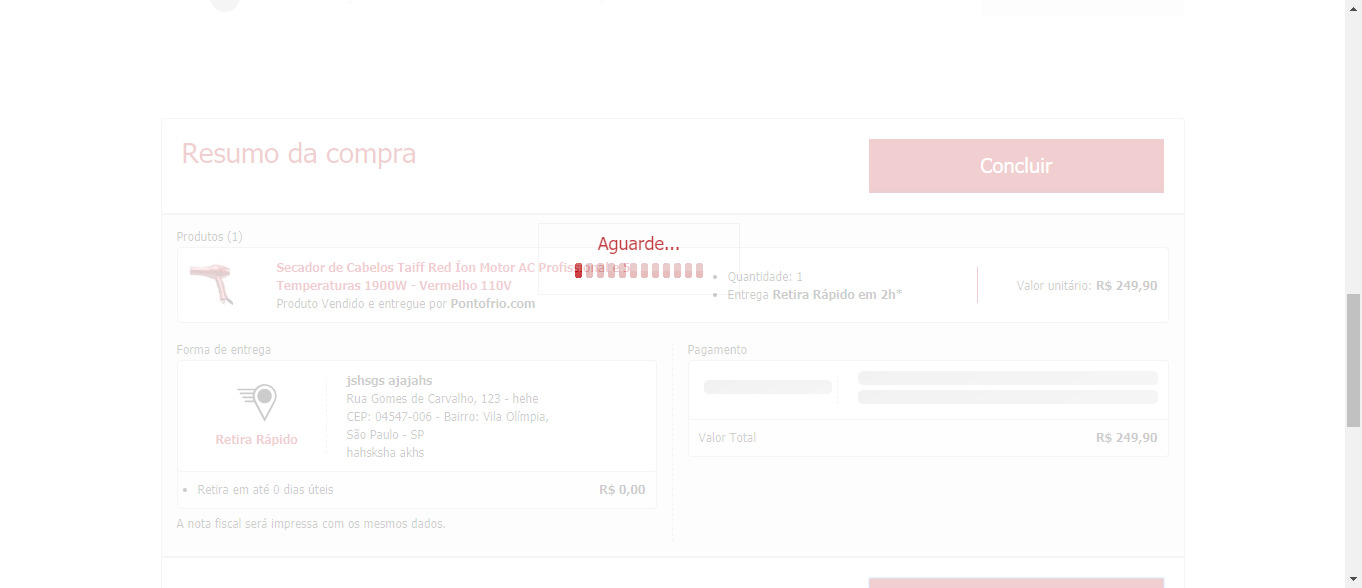 Resumo da compra
Concluir
Produtos (1)
Aguarde...
Secador de Cabelos Taiff Red Íon Motor AC Profissional e 5
Temperaturas 1900W - Vermelho 110V
Produto Vendido e entregue por Pontofrio.com
Quantidade: 1
Entrega Retira Rápido em 2h*
Valor unitário: R$ 249,90
Forma de entrega
Retira Rápido
jshsgs ajajahs
Rua Gomes de Carvalho, 123 - hehe
CEP: 04547-006 - Bairro: Vila Olímpia,
São Paulo - SP
hahsksha akhs
Retira em até 0 dias úteis R$ 0,00
A nota fiscal será impressa com os mesmos dados.
Pagamento
Valor Total R$ 249,90